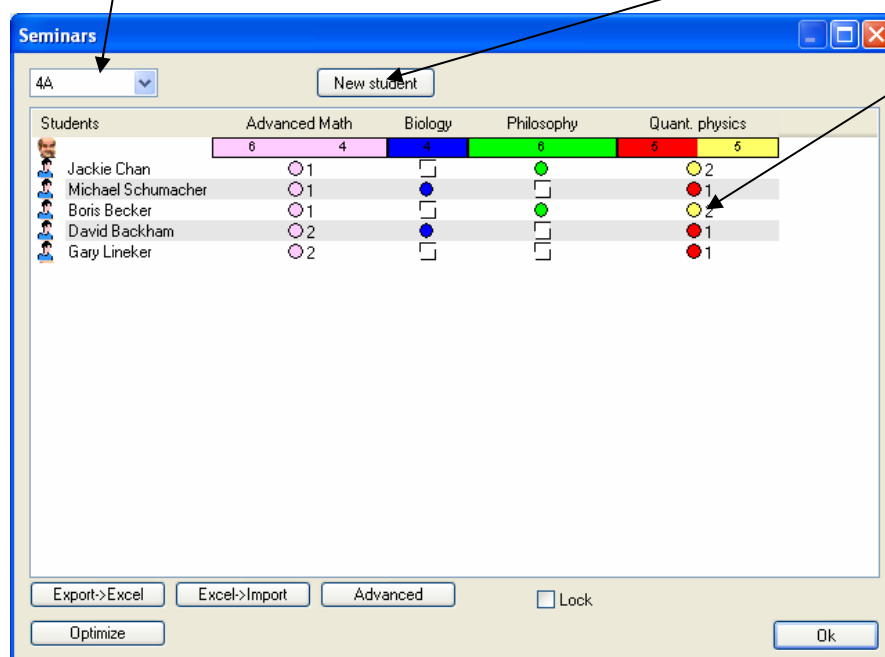 Seminars
4A New student
Students Advanced Math Biology Philosophy Quant. physics
6 4 4 6 5 5
Jackie Chan 1 2
Michael Schumacher 1 1
Boris Becker 1 2
David Backham 2 1
Gary Lineker 2 1
Export->Excel Excel->Import Advanced Lock
Optimize Ok